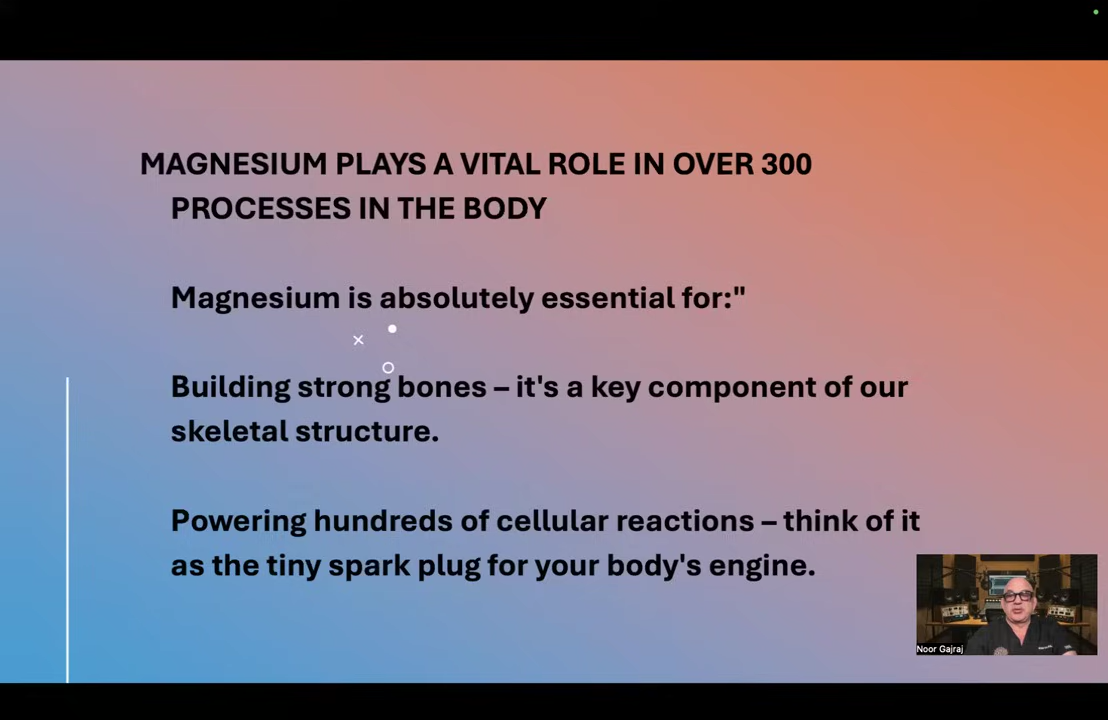 MAGNESIUM PLAYS A VITAL ROLE IN OVER 300
PROCESSES IN THE BODY
Magnesium is absolutely essential for:"
Building strong bones – it's a key component of our
skeletal structure.
Powering hundreds of cellular reactions – think of it
as the tiny spark plug for your body's engine.
Noor Gajraj